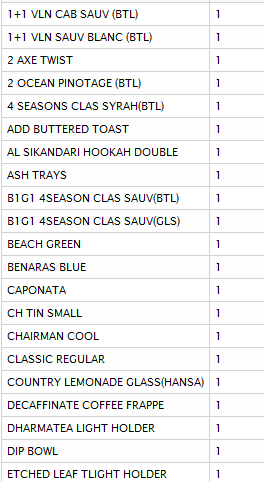 1+1 VLN CAB SAUV (BTL) 1
1+1 VLN SAUV BLANC (BTL) 1
2 AXE TWIST 1
2 OCEAN PINOTAGE (BTL) 1
4 SEASONS CLAS SYRAH(BTL) 1
ADD BUTTERED TOAST 1
AL SIKANDARI HOOKAH DOUBLE 1
ASH TRAYS 1
B1G1 4SEASON CLAS SAUV(BTL) 1
B1G1 4SEASON CLAS SAUV(GLS) 1
BEACH GREEN 1
BENARAS BLUE 1
CAPONATA 1
CH TIN SMALL 1
CHAIRMAN COOL 1
CLASSIC REGULAR 1
COUNTRY LEMONADE GLASS(HANSA) 1
DECAFFINATE COFFEE FRAPPE 1
DHARMATEA LIGHT HOLDER 1
DIP BOWL 1
ETCHED LEAF TLIGHT HOLDER 1